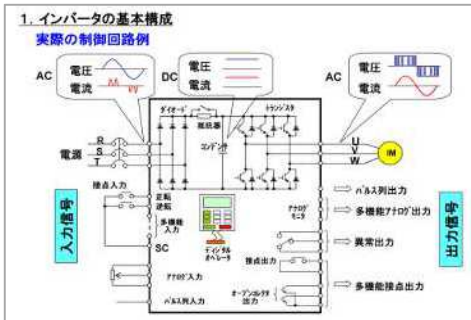 1. インバータの基本構成
実際の制御回路例
AC
電圧
電流
DC
電圧
電流
AC
電圧
電流
ダイオード
抵抗器
コンデンサ
トランジスタ
電源
R
S
T
U
V
W
IM
入力信号
接点入力
正転
逆転
多機能入力
SC
アナログ入力
パルス列入力
ディジタル
オペレータ
アナログ
モニタ
接点出力
オープンコレクタ
出力
パルス列出力
多機能アナログ出力
異常出力
多機能接点出力
出力信号